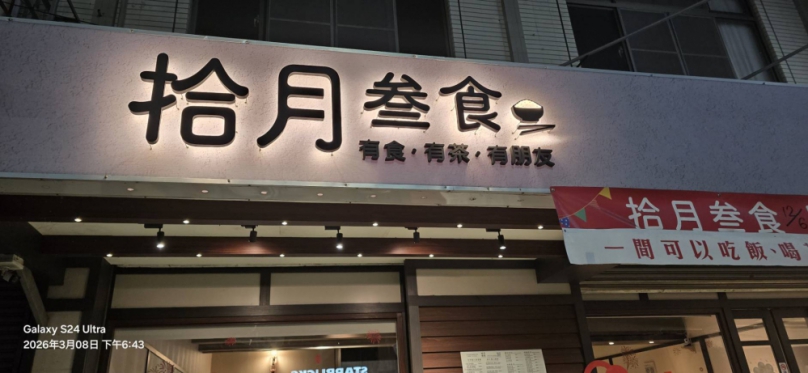 拾月叁食
有食·有茶·有朋友
拾月叁食
一間可以吃飯、喝
Galaxy S24 Ultra
2026年3月08日 下午6:43